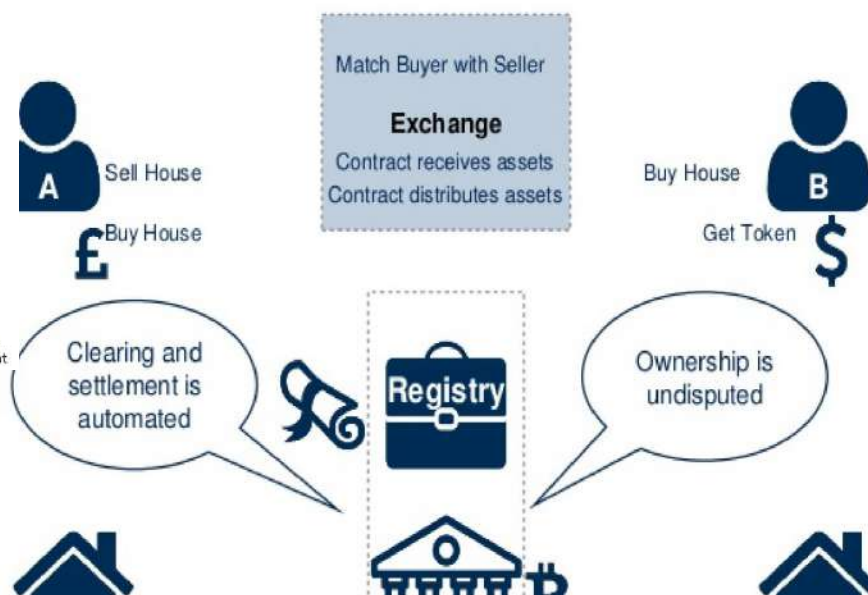 Match Buyer with Seller
Exchange
Contract receives assets
Contract distributes assets
A
Sell House
Buy House
B
£
Buy House
Get Token
$
Clearing and
settlement is
automated
Registry
Ownership is
undisputed
O